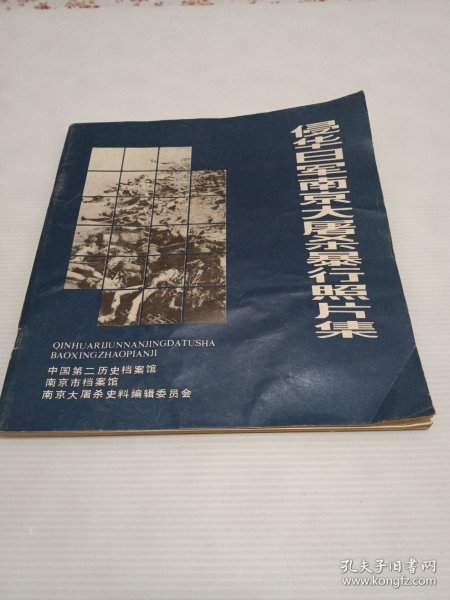 侵华日军南京大屠杀暴行照片集
QINHUARIJUNNANJINGDATUSHA
BAOXINGZHAOPIANJI
中国第二历史档案馆
南京市档案馆
南京大屠杀史料编辑委员会
孔夫子旧书网
www.kongfz.com